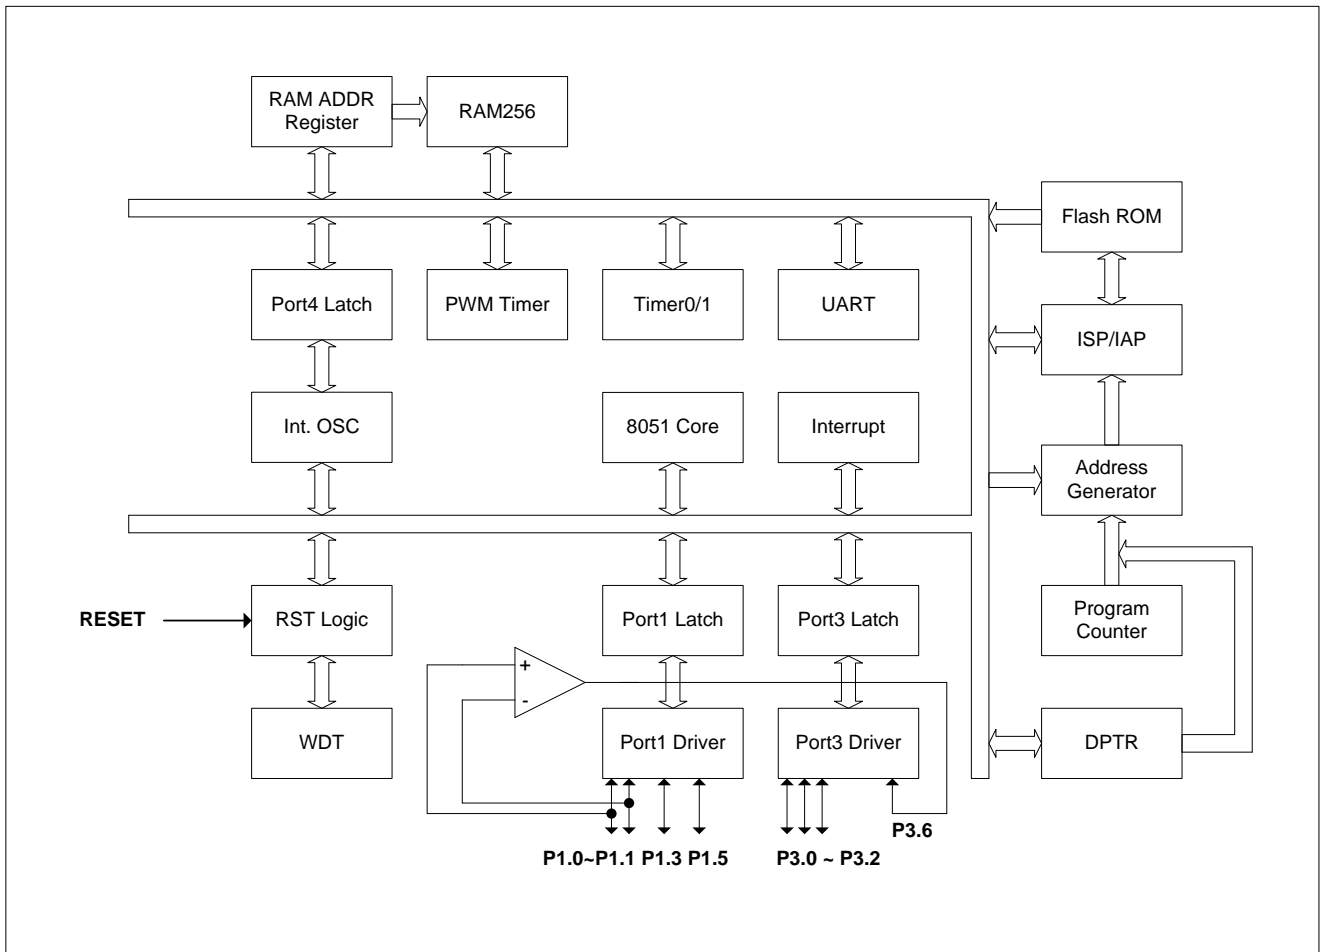 RAM ADDR
Register
RAM256
Flash ROM
Port4 Latch
PWM Timer
Timer0/1
UART
ISP/IAP
Int. OSC
8051 Core
Interrupt
Address
Generator
RESET
RST Logic
Port1 Latch
Port3 Latch
Program
Counter
+
-
WDT
Port1 Driver
Port3 Driver
DPTR
P3.6
P1.0~P1.1 P1.3 P1.5
P3.0 ~ P3.2